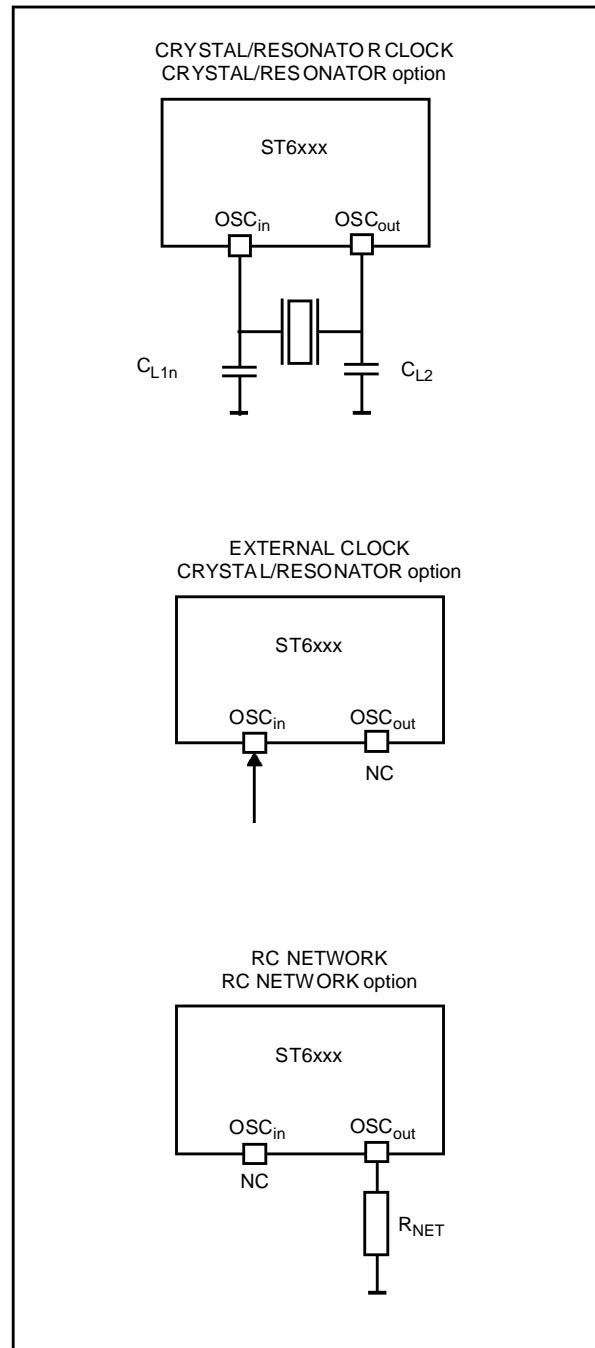 CRYSTAL/RESONATOR CLOCK
CRYSTAL/RESONATOR option
ST6xxx
OSCin OSCout
CL1n CL2
EXTERNAL CLOCK
CRYSTAL/RESONATOR option
ST6xxx
OSCin OSCout
NC
RC NETWORK
RC NETWORK option
ST6xxx
OSCin OSCout
NC
RNET